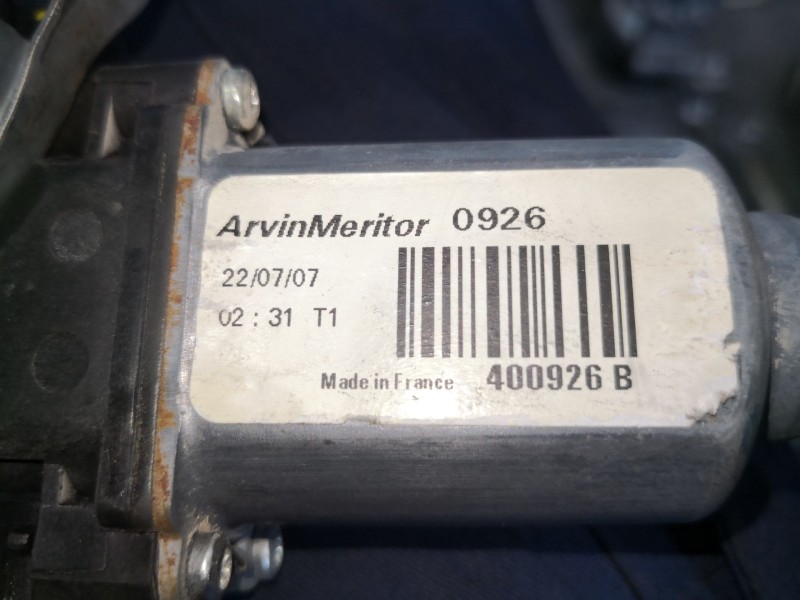 ArvinMeritor 0926
22/07/07
02 : 31 T1
Made in France 400926 B